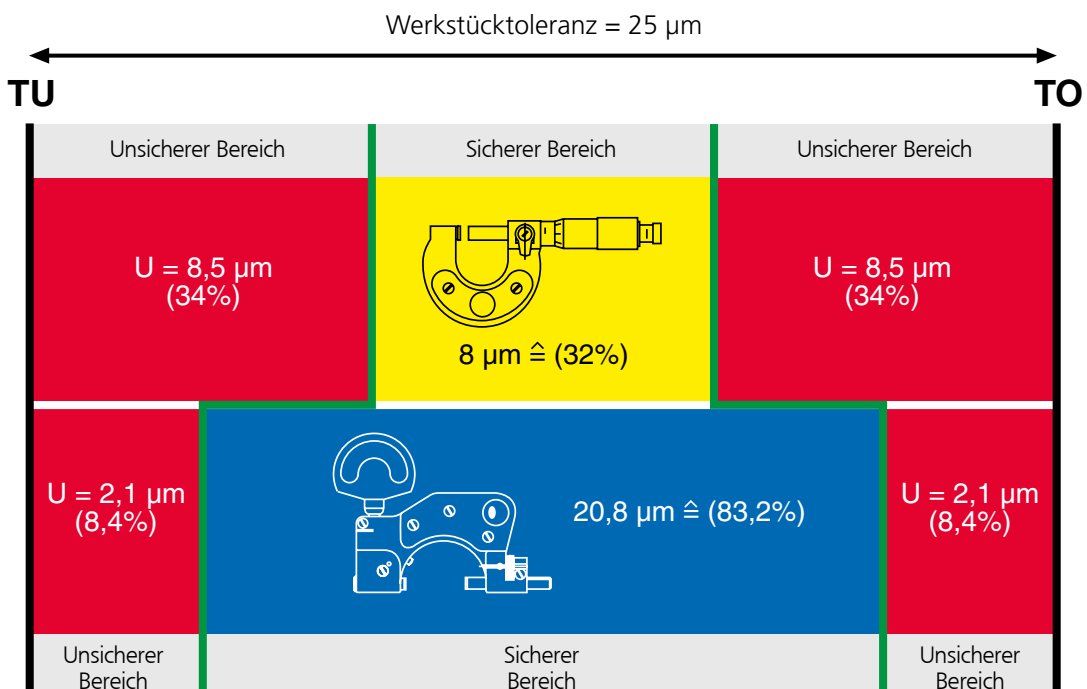 Werkstücktoleranz = 25 µm
TU
TO
Unsicherer Bereich
Sicherer Bereich
Unsicherer Bereich
U = 8,5 µm
(34%)
8 µm ≙ (32%)
U = 8,5 µm
(34%)
U = 2,1 µm
(8,4%)
20,8 µm ≙ (83,2%)
U = 2,1 µm
(8,4%)
Unsicherer
Bereich
Sicherer
Bereich
Unsicherer
Bereich